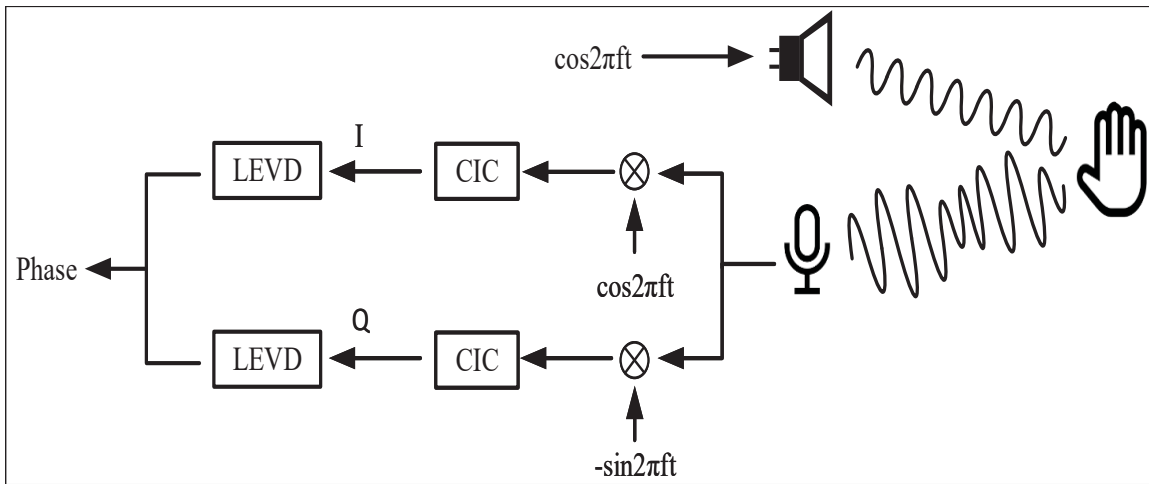 cos2πft
I
LEVD
CIC
cos2πft
Phase
Q
LEVD
CIC
-sin2πft